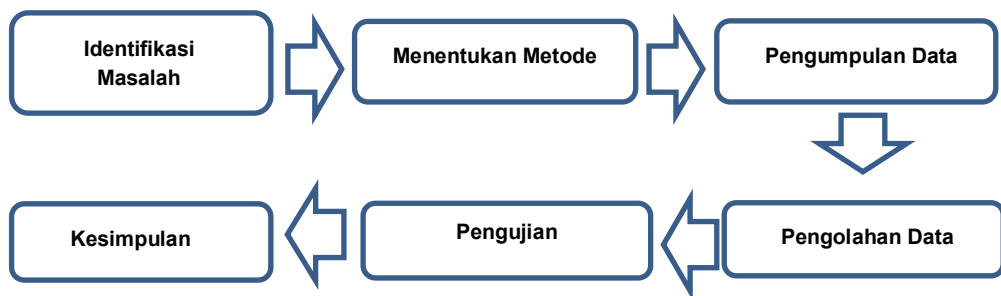 Identifikasi
Masalah
Menentukan Metode
Pengumpulan Data
Pengolahan Data
Pengujian
Kesimpulan